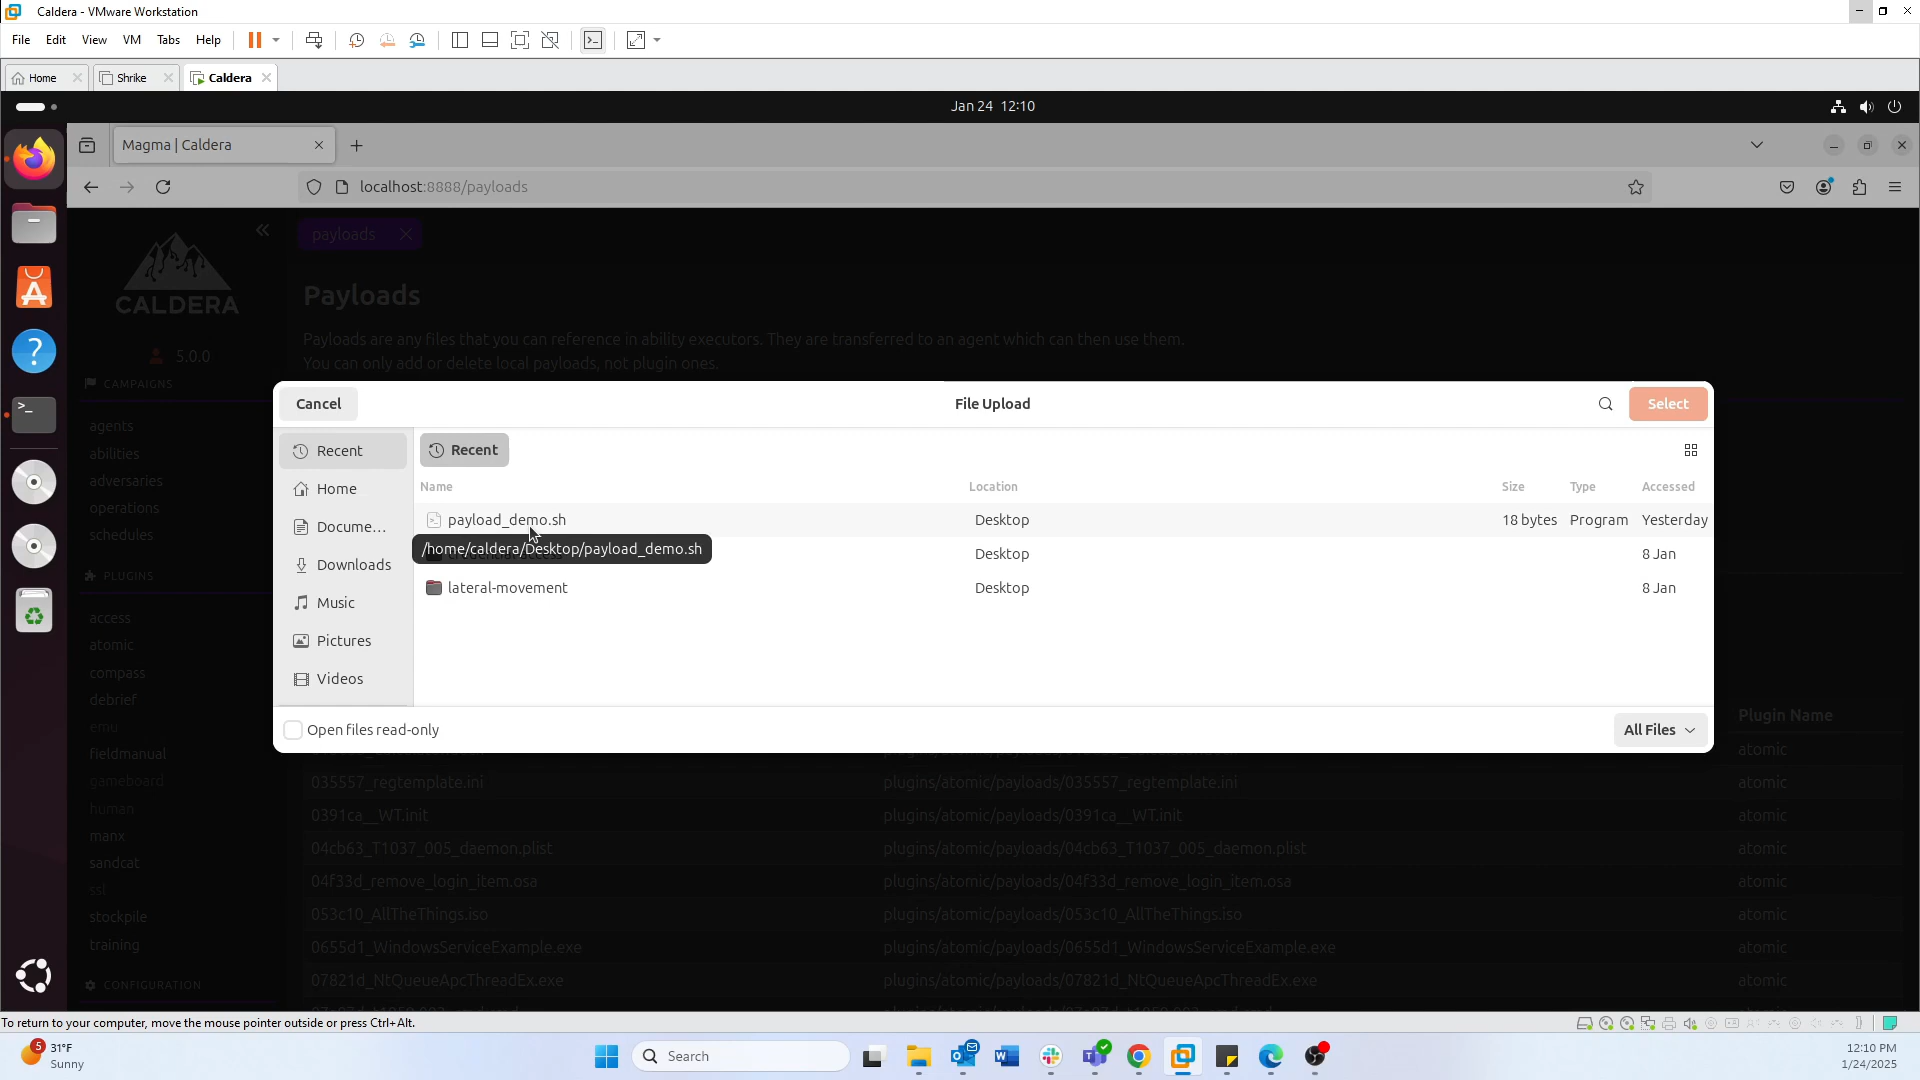 Caldera - VMware Workstation
File Edit View VM Tabs Help
Home Shrike Caldera
Jan 24 12:10
Magma | Caldera
localhost:8888/payloads
payloads
CALDERA
5.0.0
Payloads
Payloads are any files that you can reference in ability executors. They are transferred to an agent which can then use them.
You can only add or delete local payloads, not plugin ones.
CAMPAIGNS
agents
abilities
adversaries
operations
schedules
PLUGINS
access
atomic
compass
debrief
emu
fieldmanual
gameboard
human
manx
sandcat
ssl
stockpile
training
CONFIGURATION
Cancel File Upload Select
Recent
Home
Docume...
Downloads
Music
Pictures
Videos
Recent
Name Location Size Type Accessed
payload_demo.sh Desktop 18 bytes Program Yesterday
/home/caldera/Desktop/payload_demo.sh
Desktop 8 Jan
lateral-movement Desktop 8 Jan
Open files read-only All Files
Plugin Name
atomic
035557_regtemplate.ini plugins/atomic/payloads/035557_regtemplate.ini atomic
0391ca__WT.init plugins/atomic/payloads/0391ca__WT.init atomic
04cb63_T1037_005_daemon.plist plugins/atomic/payloads/04cb63_T1037_005_daemon.plist atomic
04f33d_remove_login_item.osa plugins/atomic/payloads/04f33d_remove_login_item.osa atomic
053c10_AllTheThings.iso plugins/atomic/payloads/053c10_AllTheThings.iso atomic
0655d1_WindowsServiceExample.exe plugins/atomic/payloads/0655d1_WindowsServiceExample.exe atomic
07821d_NtQueueApcThreadEx.exe plugins/atomic/payloads/07821d_NtQueueApcThreadEx.exe atomic
To return to your computer, move the mouse pointer outside or press Ctrl+Alt.
5
31°F
Sunny
Search
12:10 PM
1/24/2025